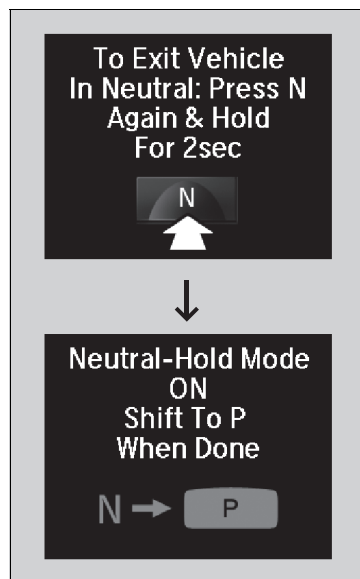 To Exit Vehicle
In Neutral: Press N
Again & Hold
For 2sec
N
Neutral-Hold Mode
ON
Shift To P
When Done
N → P